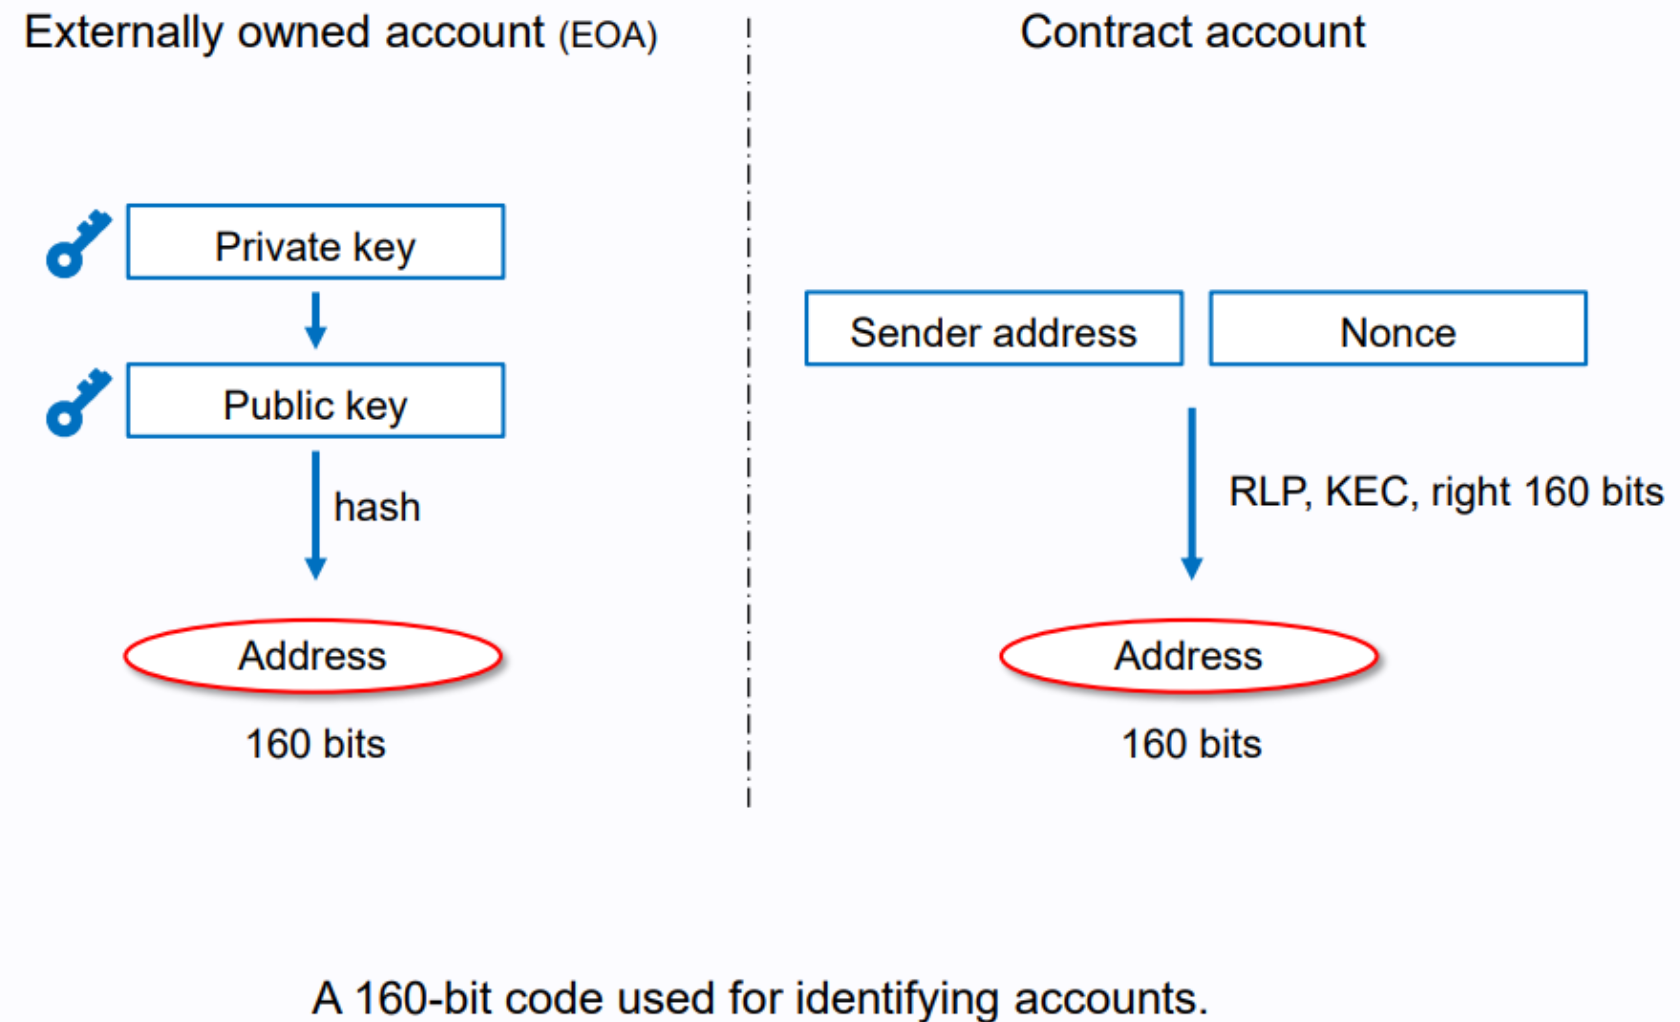 Externally owned account (EOA)
Private key
Public key
hash
Address
160 bits
Contract account
Sender address
Nonce
RLP, KEC, right 160 bits
Address
160 bits
A 160-bit code used for identifying accounts.